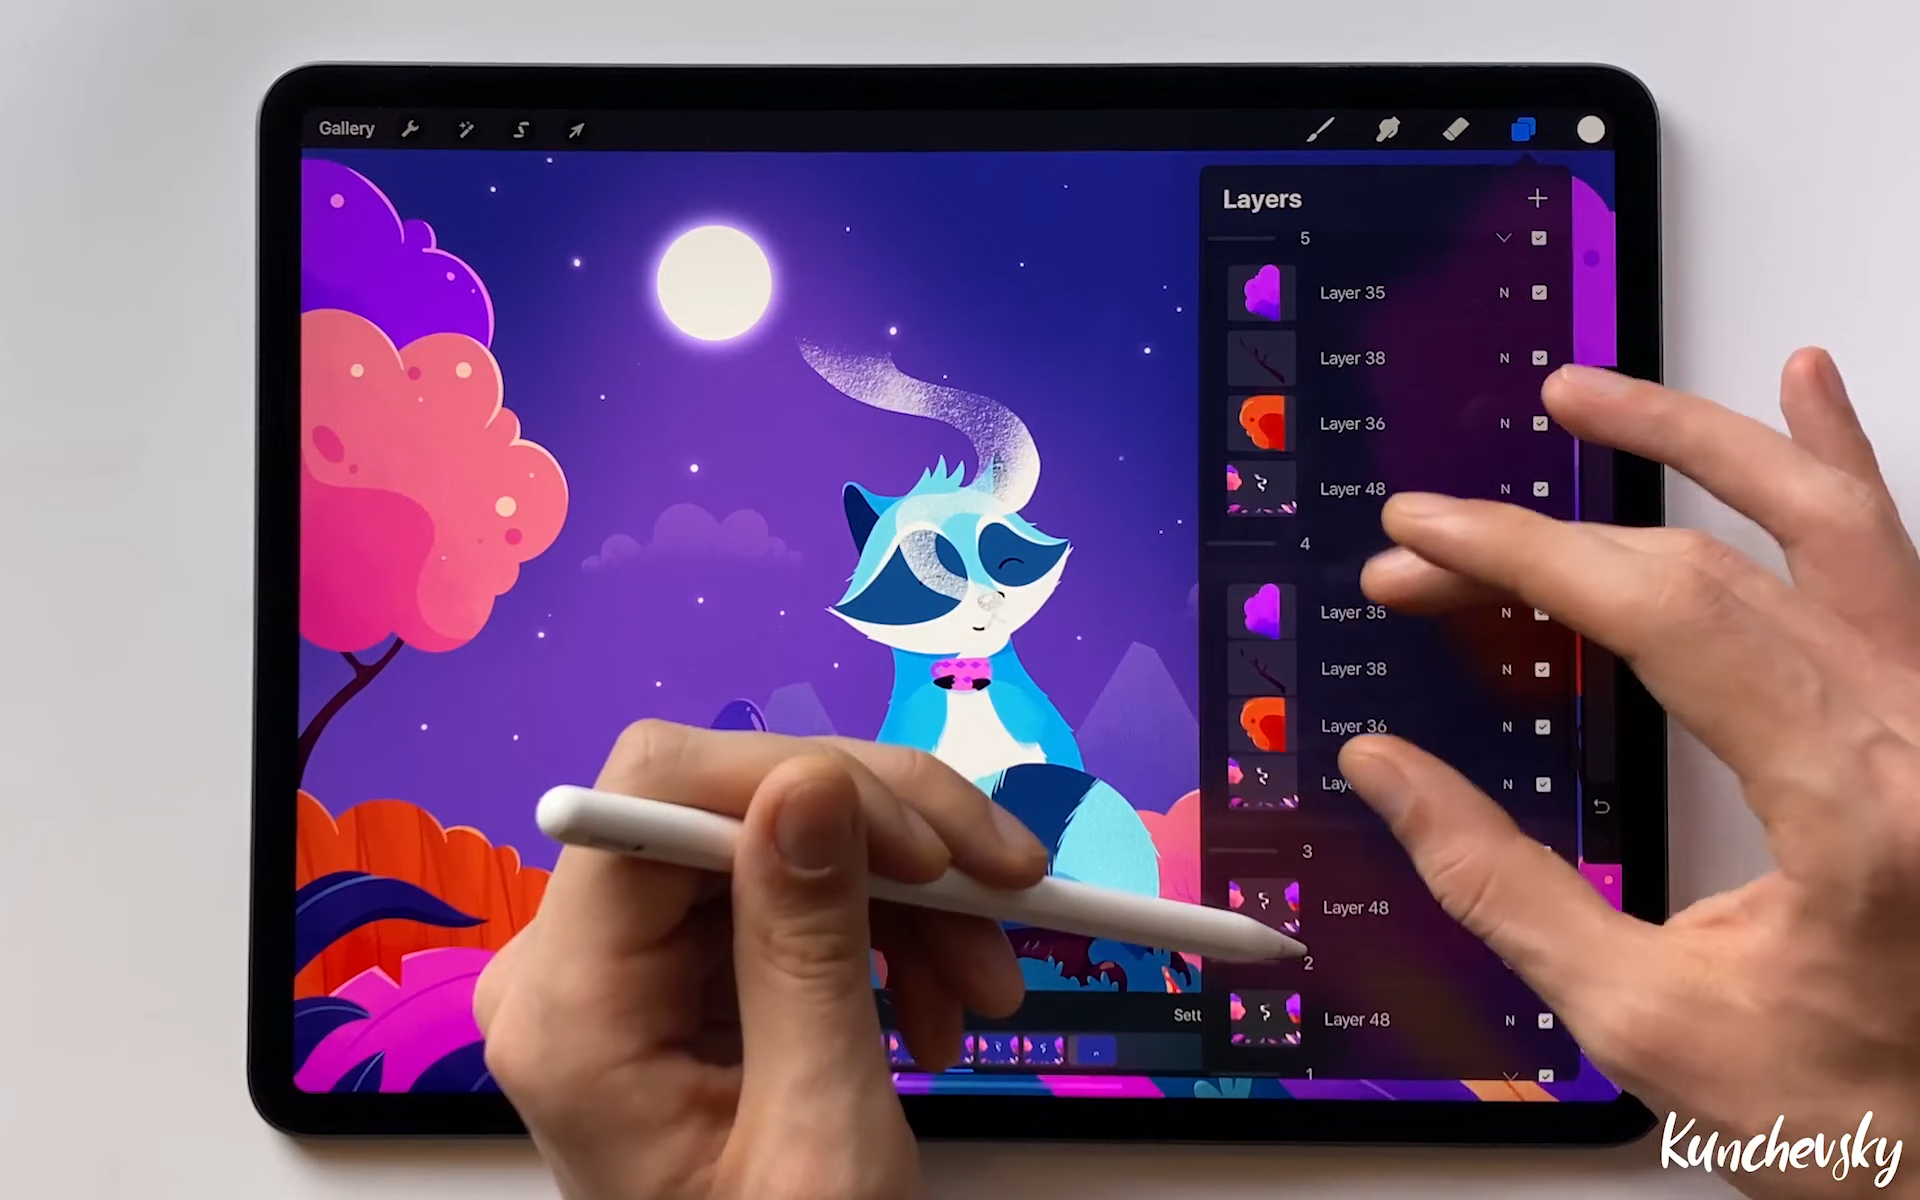 Gallery
Layers
5
Layer 35 N
Layer 38 N
Layer 36 N
Layer 48 N
4
Layer 35 N
Layer 38 N
Layer 36 N
N
3
Layer 48
2
Sett
Layer 48 N
1
Kunchevsky